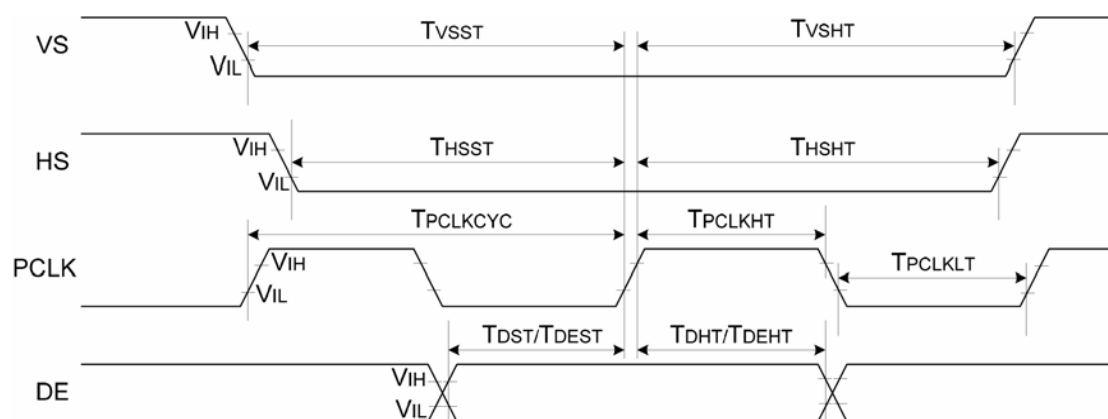 VS
VIH
VIL
TVSST
TVSHT
HS
VIH
VIL
THSST
THSHT
PCLK
VIH
VIL
TPCLKCYC
TPCLKHT
TPCLKLT
DE
VIH
VIL
TDST/TDEST
TDHT/TDEHT